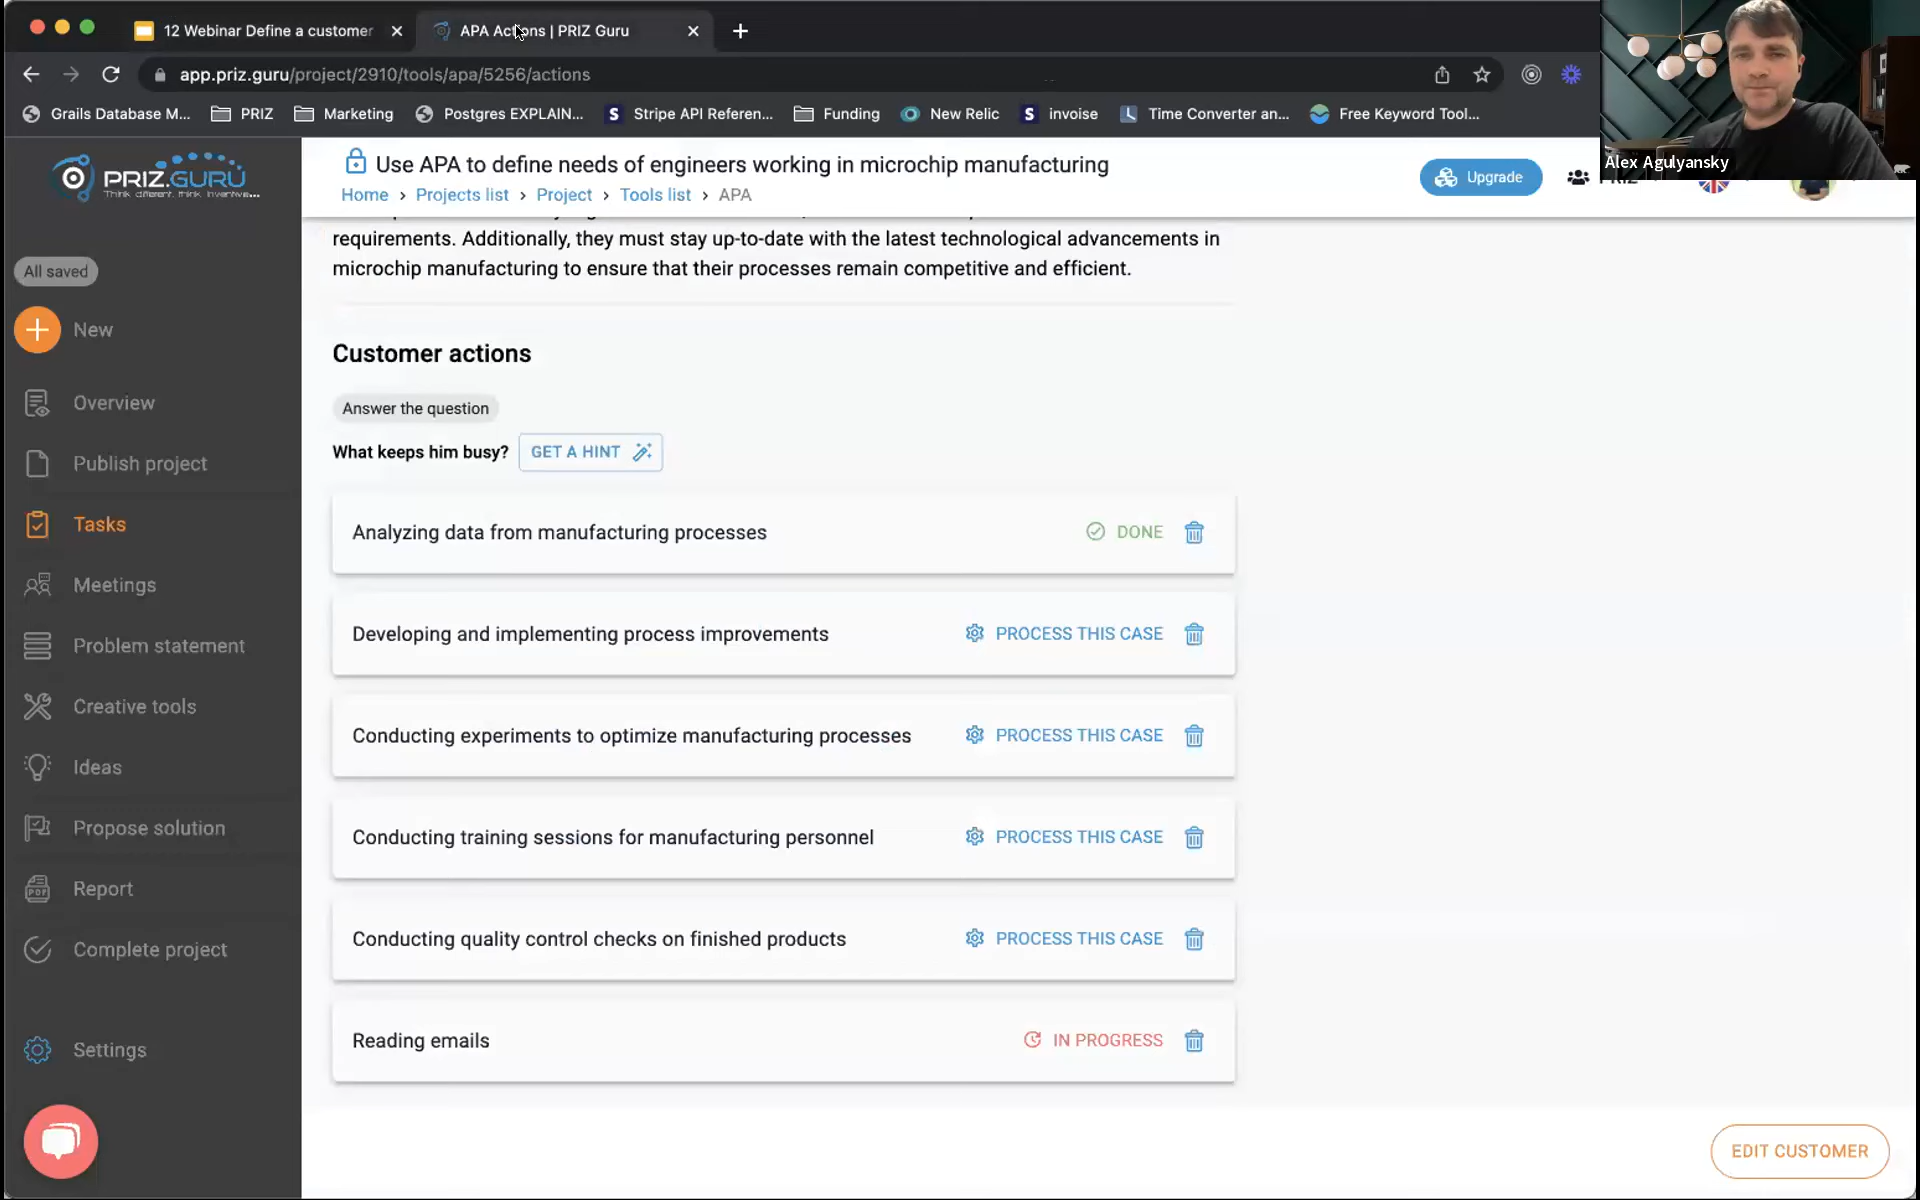 12 Webinar Define a customer
APA Actions | PRIZ Guru
app.priz.guru/project/2910/tools/apa/5256/actions
Grails Database M...
PRIZ
Marketing
Postgres EXPLAIN...
Stripe API Referen...
Funding
New Relic
invoise
Time Converter an...
Free Keyword Tool...
Alex Agulyansky
PRIZ.GURU
Think different, think inventive...
Use APA to define needs of engineers working in microchip manufacturing
Home > Projects list > Project > Tools list > APA
Upgrade
PRIZ
All saved
New
Overview
Publish project
Tasks
Meetings
Problem statement
Creative tools
Ideas
Propose solution
Report
Complete project
Settings
requirements. Additionally, they must stay up-to-date with the latest technological advancements in
microchip manufacturing to ensure that their processes remain competitive and efficient.
Customer actions
Answer the question
What keeps him busy? GET A HINT
Analyzing data from manufacturing processes DONE
Developing and implementing process improvements PROCESS THIS CASE
Conducting experiments to optimize manufacturing processes PROCESS THIS CASE
Conducting training sessions for manufacturing personnel PROCESS THIS CASE
Conducting quality control checks on finished products PROCESS THIS CASE
Reading emails IN PROGRESS
EDIT CUSTOMER